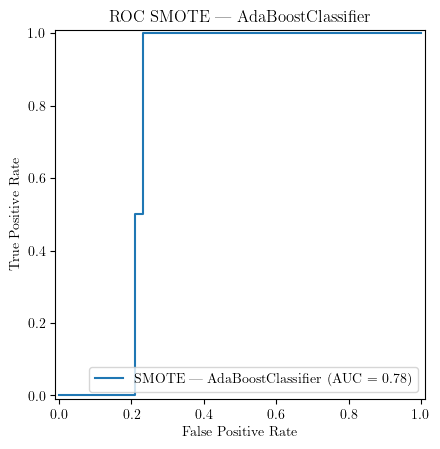 ROC SMOTE — AdaBoostClassifier
True Positive Rate
1.0
0.8
0.6
0.4
0.2
0.0
SMOTE — AdaBoostClassifier (AUC = 0.78)
0.0 0.2 0.4 0.6 0.8 1.0
False Positive Rate